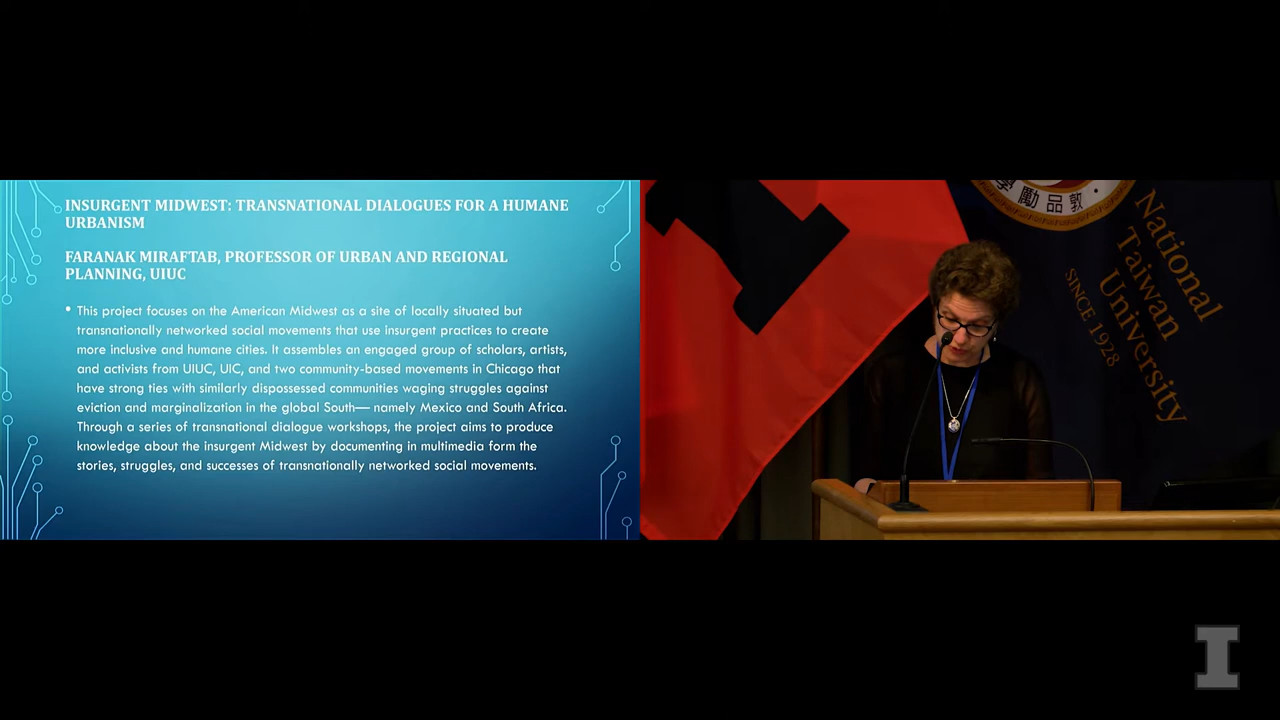 INSURGENT MIDWEST: TRANSNATIONAL DIALOGUES FOR A HUMANE
URBANISM
FARANAK MIRAFTAB, PROFESSOR OF URBAN AND REGIONAL
PLANNING, UIUC
• This project focuses on the American Midwest as a site of locally situated but
transnationally networked social movements that use insurgent practices to create
more inclusive and humane cities. It assembles an engaged group of scholars, artists,
and activists from UIUC, UIC, and two community-based movements in Chicago that
have strong ties with similarly dispossessed communities waging struggles against
eviction and marginalization in the global South— namely Mexico and South Africa.
Through a series of transnational dialogue workshops, the project aims to produce
knowledge about the insurgent Midwest by documenting in multimedia form the
stories, struggles, and successes of transnationally networked social movements.
學勵品敦
National
Taiwan
University
SINCE 1928
I